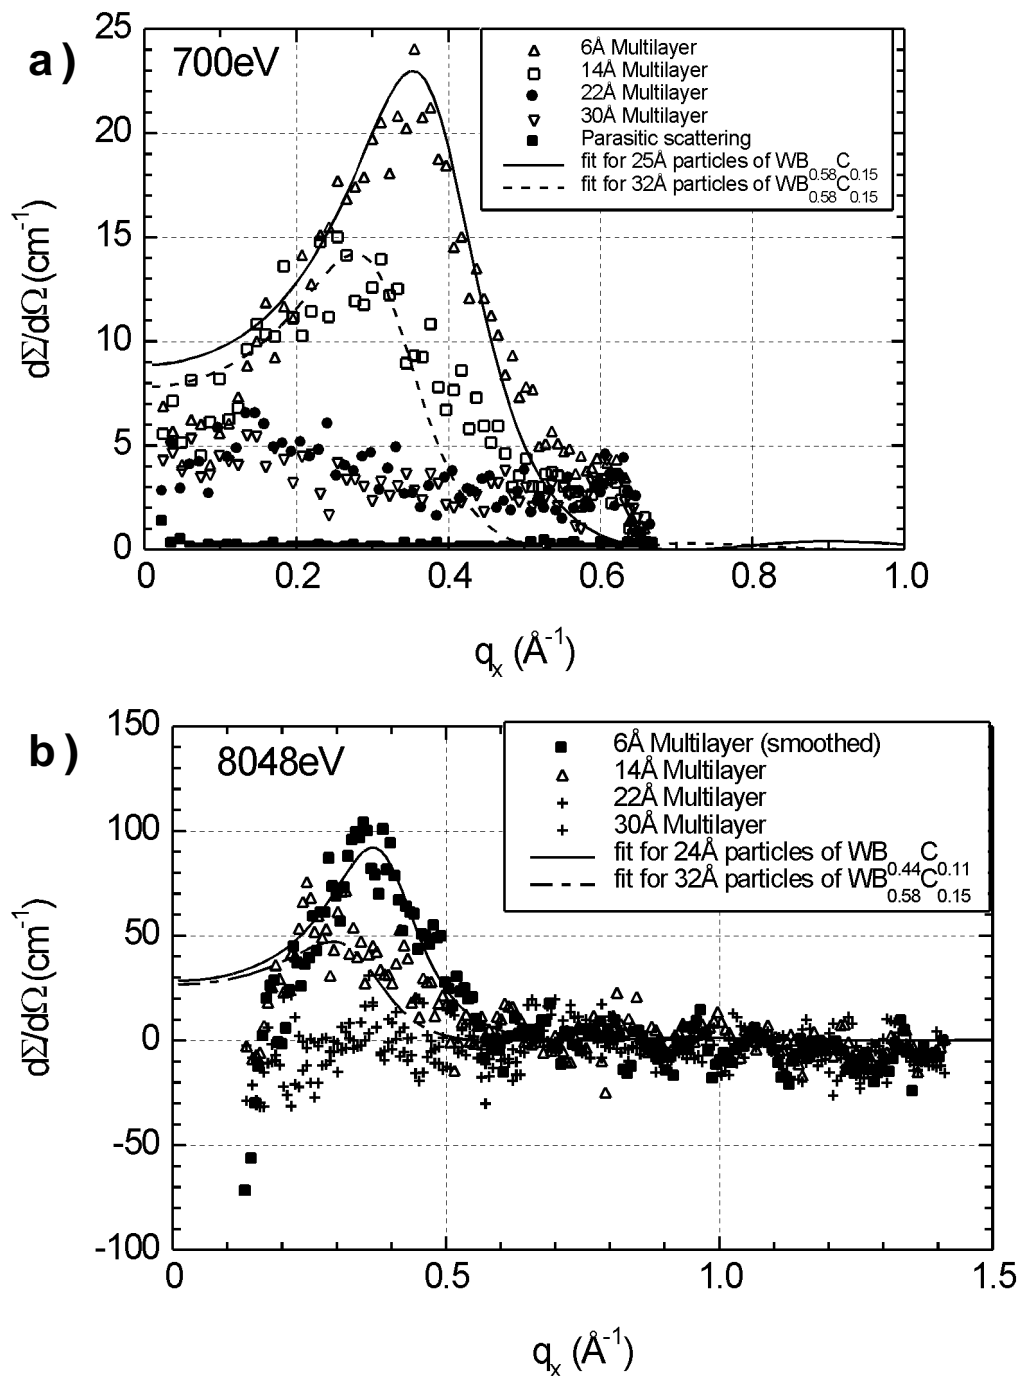 a)
700eV
25
20
15
10
5
0
dΣ/dΩ (cm⁻¹)
6Å Multilayer
14Å Multilayer
22Å Multilayer
30Å Multilayer
Parasitic scattering
fit for 25Å particles of WB₀.₅₈C₀.₁₅
fit for 32Å particles of WB₀.₅₈C₀.₁₅
0 0.2 0.4 0.6 0.8 1.0
qₓ (Å⁻¹)
b)
8048eV
150
100
50
0
-50
-100
dΣ/dΩ (cm⁻¹)
6Å Multilayer (smoothed)
14Å Multilayer
22Å Multilayer
30Å Multilayer
fit for 24Å particles of WB₀.₄₄C₀.₁₁
fit for 32Å particles of WB₀.₅₈C₀.₁₅
0 0.5 1.0 1.5
qₓ (Å⁻¹)